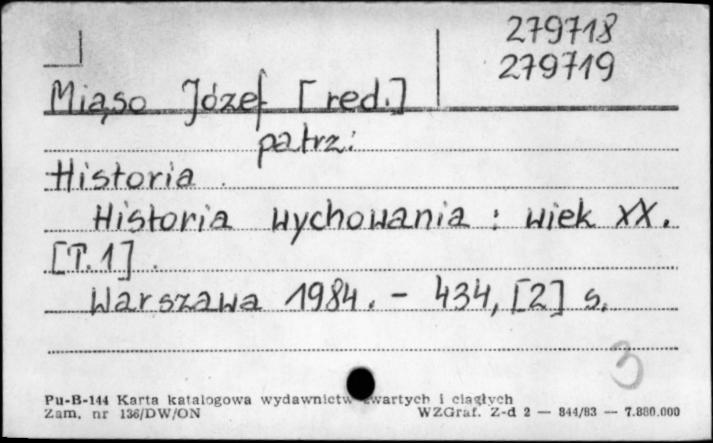 279718
279719
Miąso Józef [red.]
patrz:
Historia.
Historia wychowania : wiek XX.
[T.1].
Warszawa 1984. - 434, [2] s.
3
Pu-B-144 Karta katalogowa wydawnictw zwartych i ciągłych
Zam. nr 136/DW/ON WZGraf. Z-d 2 — 844/83 — 7.880.000